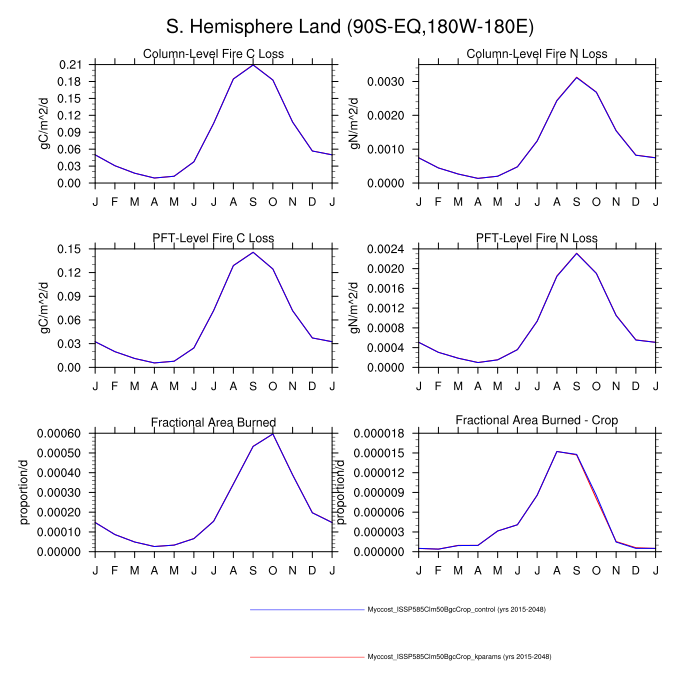 S. Hemisphere Land (90S-EQ,180W-180E)
Column-Level Fire C Loss
gC/m^2/d
0.21
0.18
0.15
0.12
0.09
0.06
0.03
0.00
J F M A M J J A S O N D J
Column-Level Fire N Loss
gN/m^2/d
0.0030
0.0020
0.0010
0.0000
J F M A M J J A S O N D J
PFT-Level Fire C Loss
gC/m^2/d
0.15
0.12
0.09
0.06
0.03
0.00
J F M A M J J A S O N D J
PFT-Level Fire N Loss
gN/m^2/d
0.0024
0.0020
0.0016
0.0012
0.0008
0.0004
0.0000
J F M A M J J A S O N D J
Fractional Area Burned
proportion/d
0.00060
0.00050
0.00040
0.00030
0.00020
0.00010
0.00000
J F M A M J J A S O N D J
Fractional Area Burned - Crop
proportion/d
0.000018
0.000015
0.000012
0.000009
0.000006
0.000003
0.000000
J F M A M J J A S O N D J
Myccost_ISSP585Clm50BgcCrop_control (yrs 2015-2048)
Myccost_ISSP585Clm50BgcCrop_kparams (yrs 2015-2048)